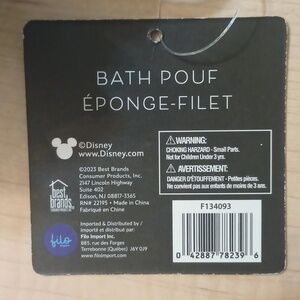 BATH POUF
ÉPONGE-FILET
©Disney
www.Disney.com
©2023 Best Brands
Consumer Products, Inc.
2147 Lincoln Highway
Suite 402
Edison, NJ 08817-3365
RN# 22195 • Made in China
Fabriqué en Chine
best
brands
Imported & Distributed by /
Importé & distribué par :
Filo Import Inc.
885, rue des Forges
Terrebonne (Québec) J6Y 0J9
filoimport.com
filo
WARNING:
CHOKING HARZARD - Small Parts.
Not for Children Under 3 yrs.
AVERTISSEMENT:
DANGER D'ÉTOUFFEMENT - Petites pièces.
Ne convient pas aux enfants de moins de 3 ans.
F134093
0 42887 78239 6